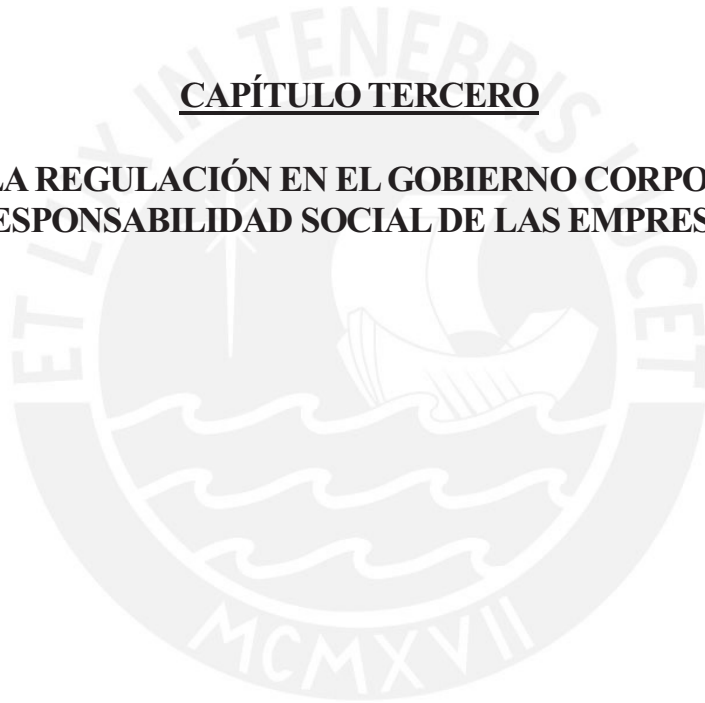 CAPÍTULO TERCERO
LA REGULACIÓN EN EL GOBIERNO CORPO
ESPONSABILIDAD SOCIAL DE LAS EMPRES
ET LUX IN TENEBRIS LUCET
MCMXVII